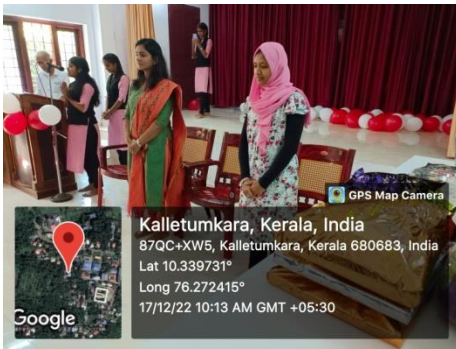 GPS Map Camera
Kalletumkara, Kerala, India
87QC+XW5, Kalletumkara, Kerala 680683, India
Lat 10.339731°
Long 76.272415°
17/12/22 10:13 AM GMT +05:30
Google